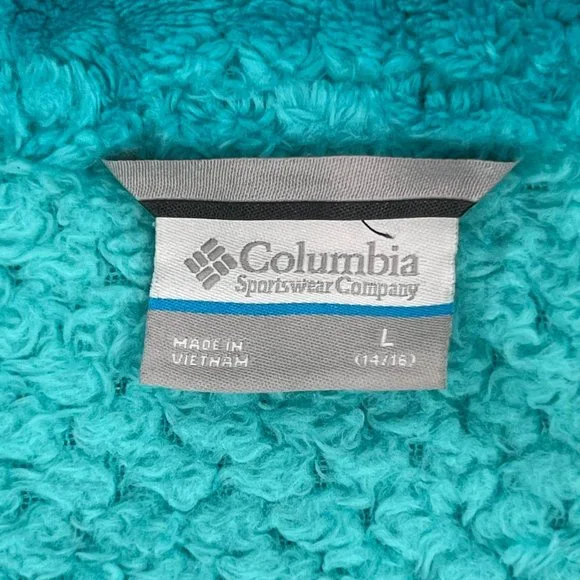 Columbia
Sportswear Company
MADE IN
VIETNAM
L
(14/16)